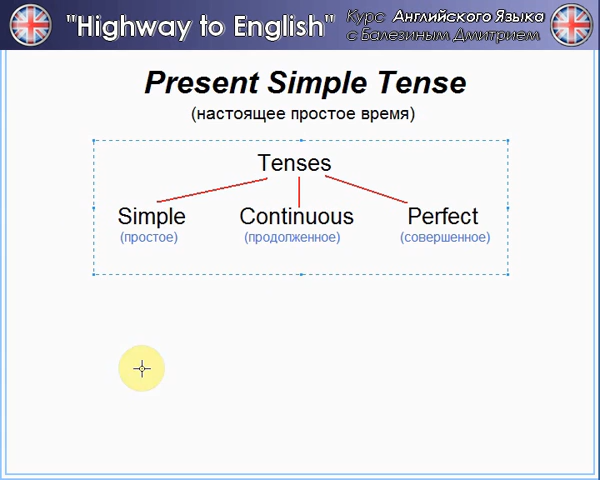 "Highway to English"
Курс Английского Языка
с Балезиным Дмитрием
Present Simple Tense
(настоящее простое время)
Tenses
Simple Continuous Perfect
(простое) (продолженное) (совершенное)